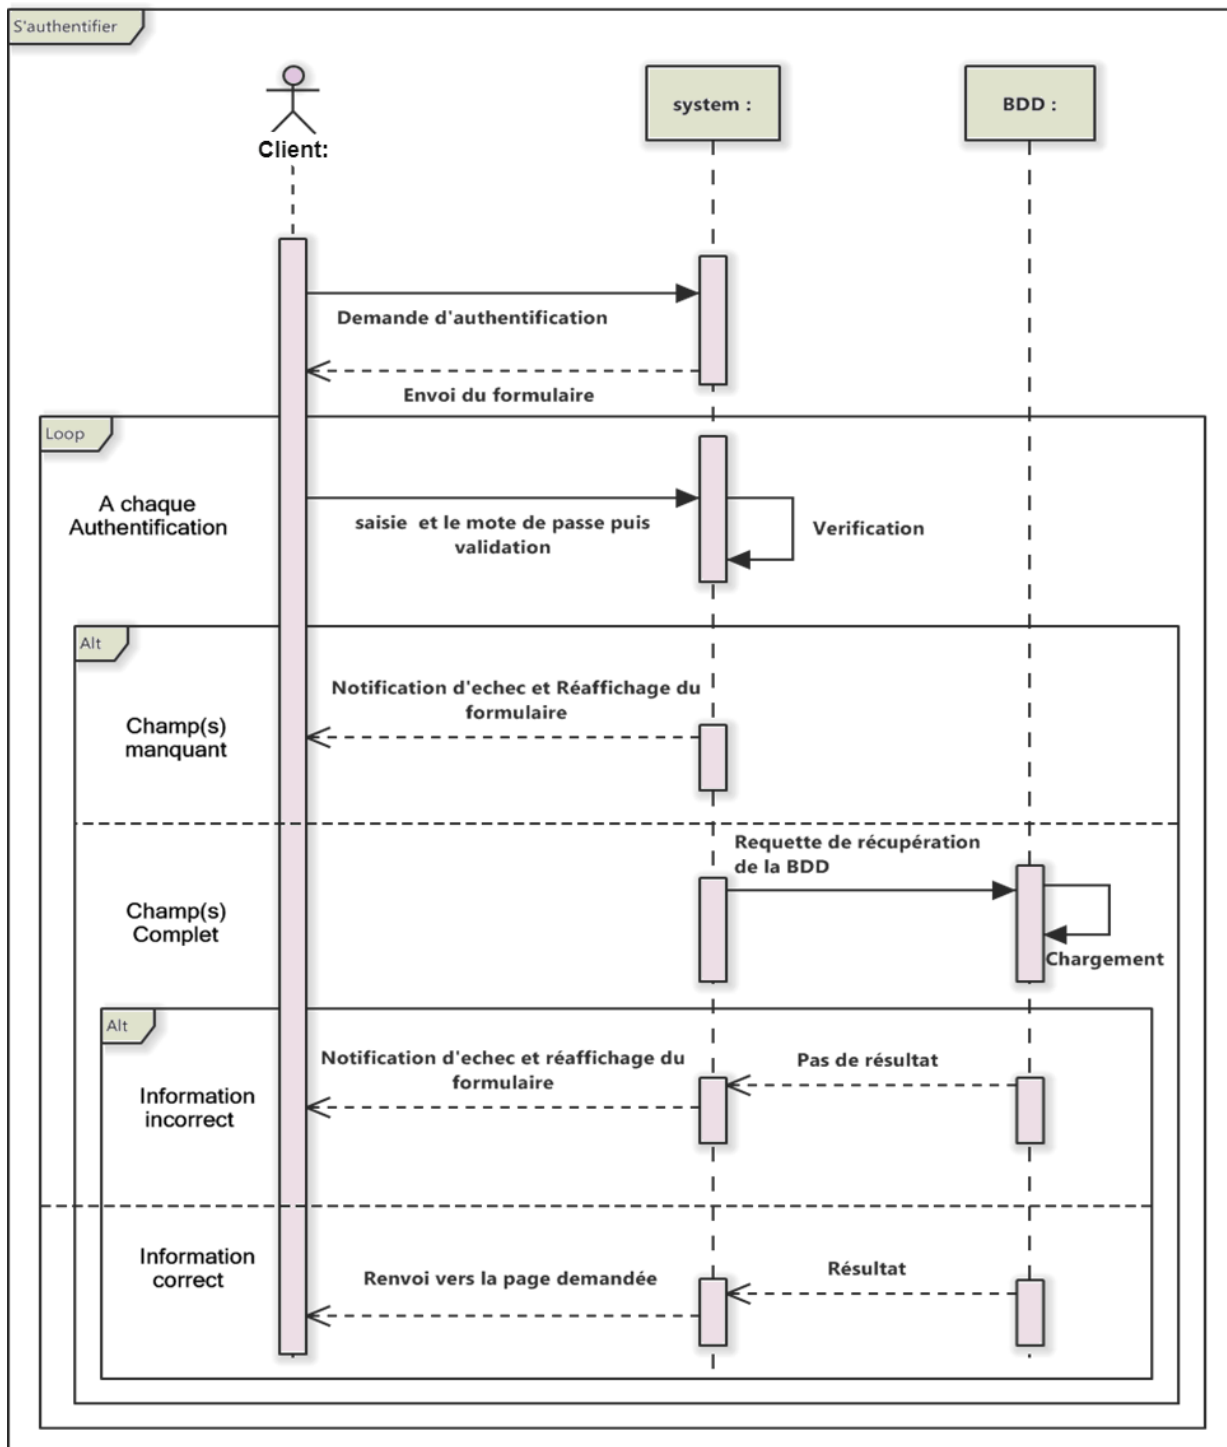 S'authentifier
Client:
system :
BDD :
Demande d'authentification
Envoi du formulaire
Loop
A chaque
Authentification
saisie et le mote de passe puis
validation
Verification
Alt
Notification d'echec et Réaffichage du
formulaire
Champ(s)
manquant
Requette de récupération
de la BDD
Champ(s)
Complet
Chargement
Alt
Notification d'echec et réaffichage du
formulaire
Pas de résultat
Information
incorrect
Information
correct
Renvoi vers la page demandée
Résultat